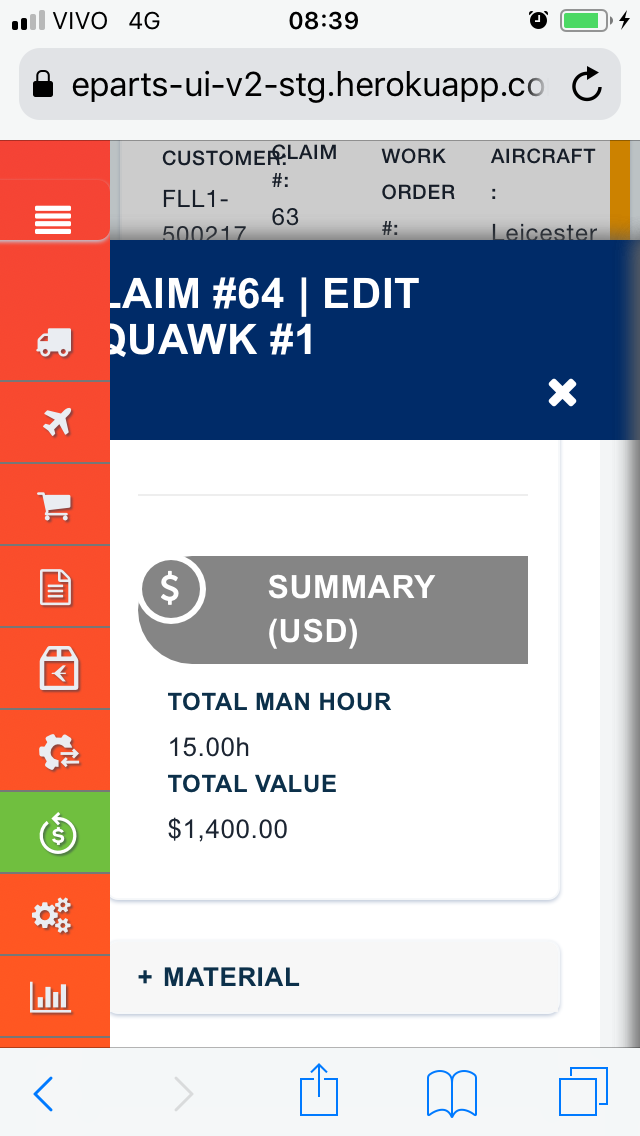 VIVO 4G 08:39
eparts-ui-v2-stg.herokuapp.co
CUSTOMER: CLAIM #: WORK ORDER #: AIRCRAFT :
FLL1-500217 63 Leicester
LAIM #64 | EDIT
QUAWK #1
$
SUMMARY
(USD)
TOTAL MAN HOUR
15.00h
TOTAL VALUE
$1,400.00
$
+ MATERIAL